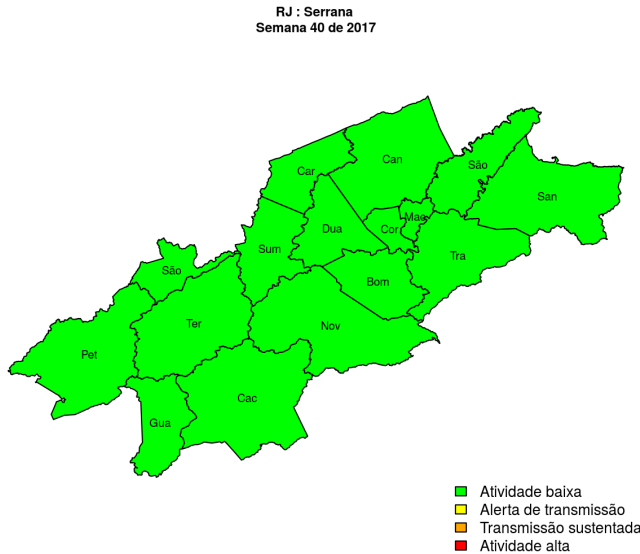 RJ : Serrana
Semana 40 de 2017
Can
São
Car
San
Mac
Dua
Cor
Sum
Tra
São
Bom
Ter
Nov
Pet
Cac
Gua
Atividade baixa
Alerta de transmissão
Transmissão sustentada
Atividade alta